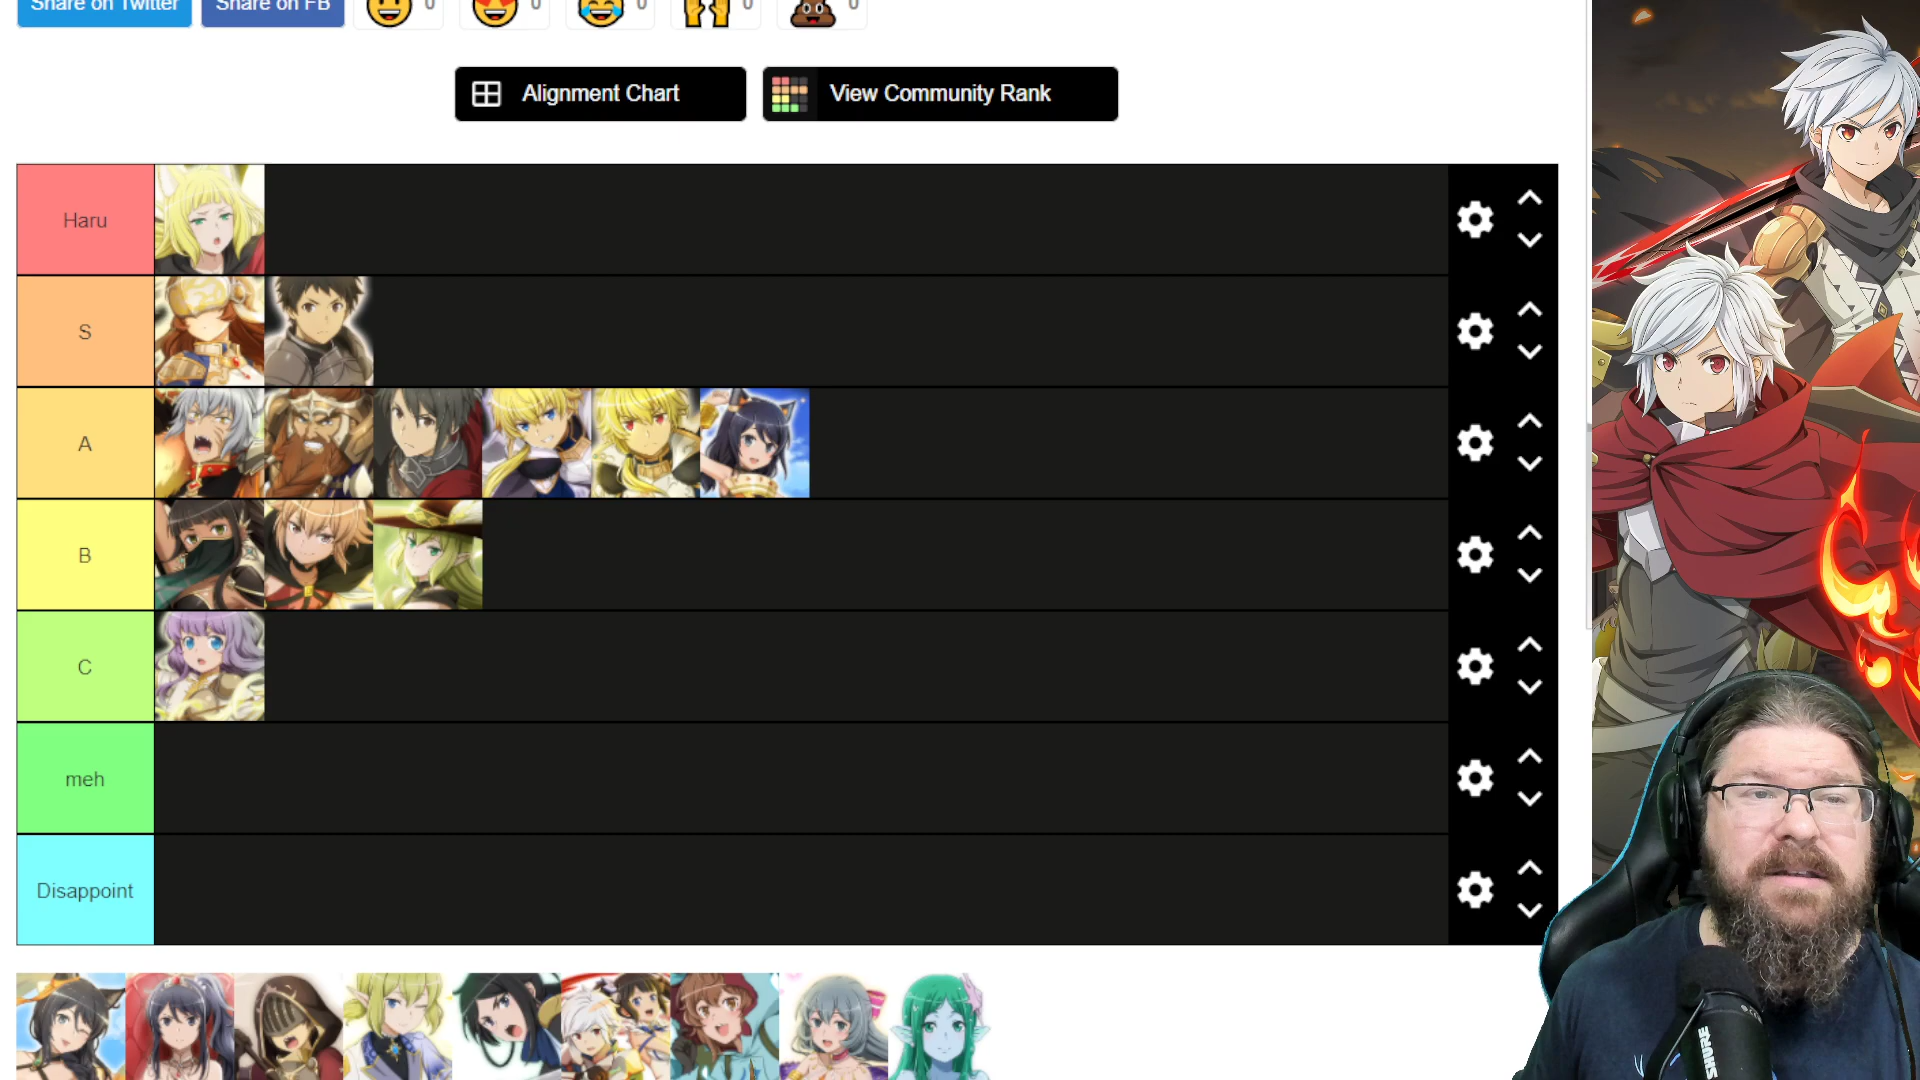 Share on Twitter
Share on FB
0
0
0
0
0
Alignment Chart
View Community Rank
Haru
S
A
B
C
meh
Disappoint
SHURE